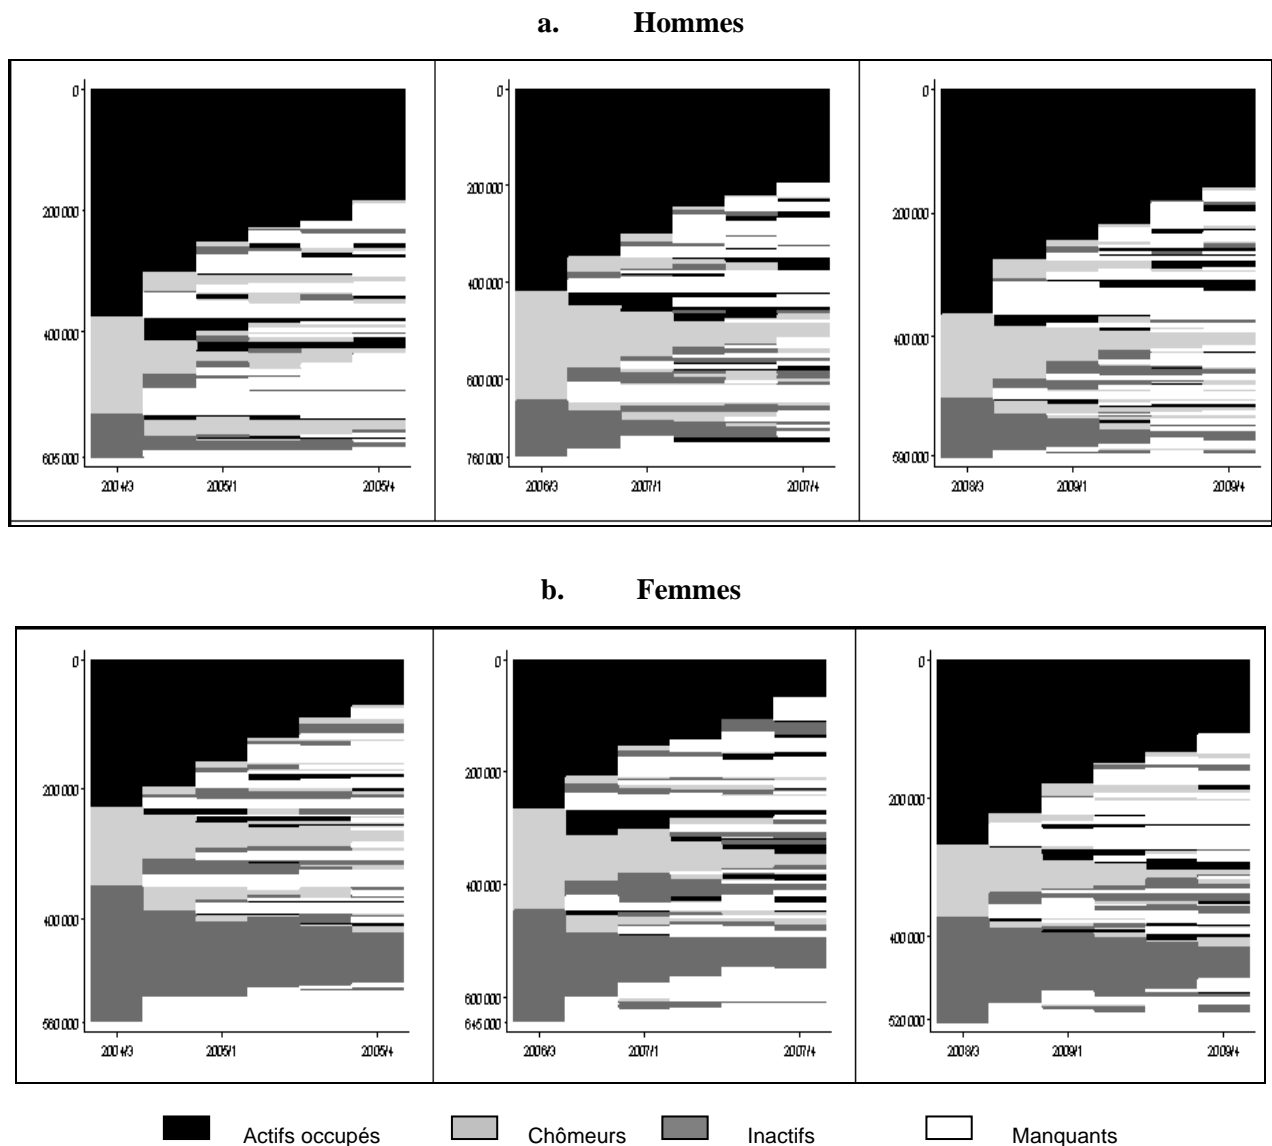 a. Hommes
0
200 000
400 000
605 000
2004/3 2005/1 2005/4
0
200 000
400 000
600 000
760 000
2006/3 2007/1 2007/4
0
200 000
400 000
590 000
2008/3 2009/1 2009/4
b. Femmes
0
200 000
400 000
560 000
2004/3 2005/1 2005/4
0
200 000
400 000
600 000
645 000
2006/3 2007/1 2007/4
0
200 000
400 000
520 000
2008/3 2009/1 2009/4
Actifs occupés Chômeurs Inactifs Manquants